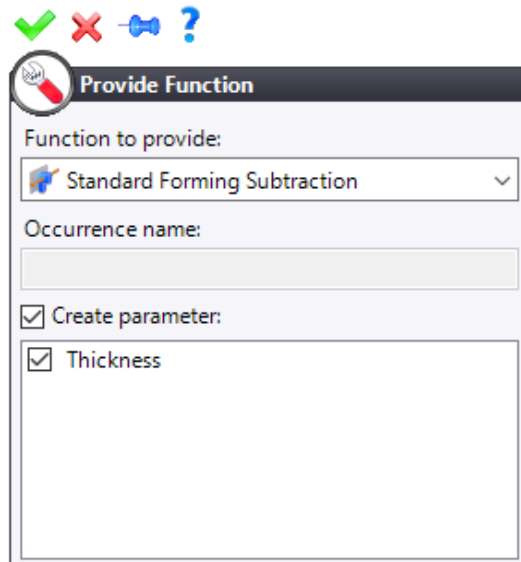 ?
Provide Function
Function to provide:
Standard Forming Subtraction
Occurrence name:
Create parameter:
Thickness